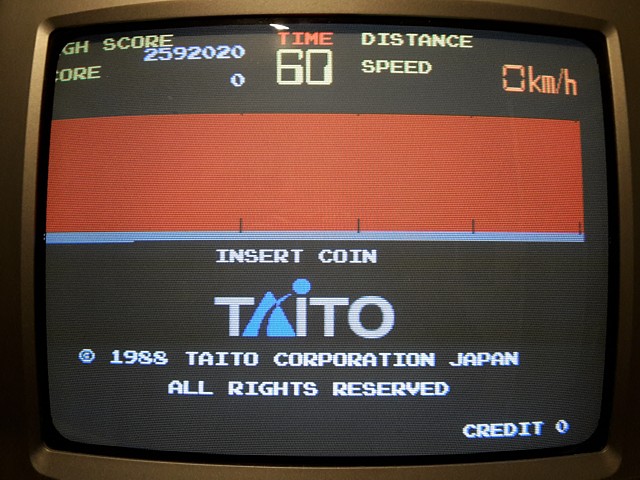 GH SCORE
2592020
CORE
0
TIME
60
DISTANCE
SPEED
0km/h
INSERT COIN
TAITO
© 1988 TAITO CORPORATION JAPAN
ALL RIGHTS RESERVED
CREDIT 0